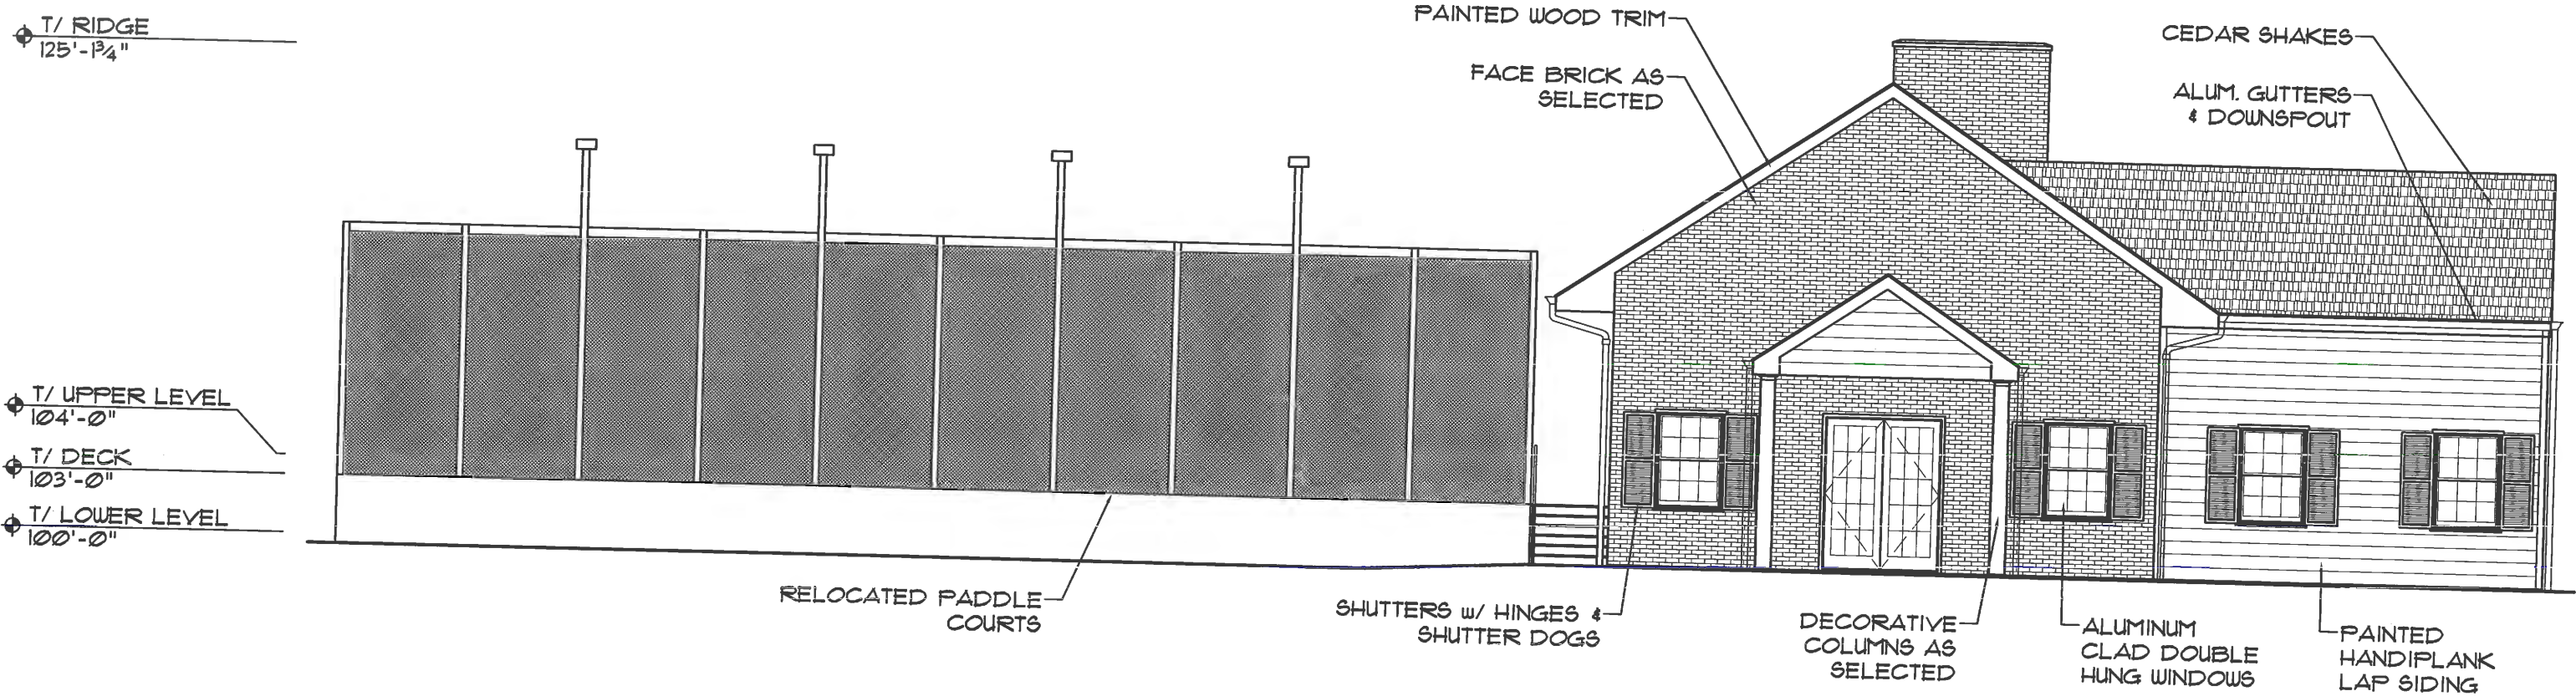 T/ RIDGE
125'-1¾"
T/ UPPER LEVEL
104'-0"
T/ DECK
103'-0"
T/ LOWER LEVEL
100'-0"
PAINTED WOOD TRIM
FACE BRICK AS
SELECTED
CEDAR SHAKES
ALUM. GUTTERS
& DOWNSPOUT
RELOCATED PADDLE
COURTS
SHUTTERS w/ HINGES &
SHUTTER DOGS
DECORATIVE
COLUMNS AS
SELECTED
ALUMINUM
CLAD DOUBLE
HUNG WINDOWS
PAINTED
HANDIPLANK
LAP SIDING